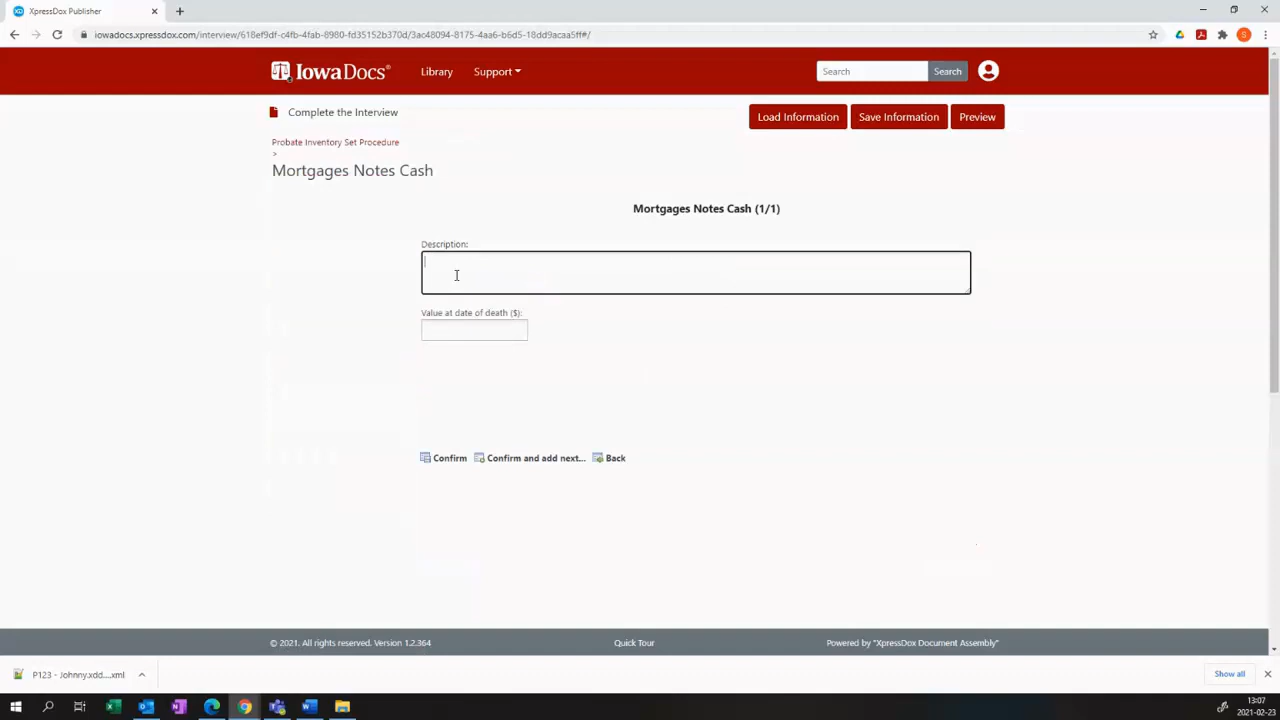 XpressDox Publisher
iowadocs.xpressdox.com/interview/618ef9df-c4fb-4fab-8980-fd35152b370d/3ac48094-8175-4aa6-b6d5-18dd9acaa5ff#/
S
IowaDocs®
Library
Support
Search
Search
Complete the Interview
Load Information
Save Information
Preview
Probate Inventory Set Procedure
>
Mortgages Notes Cash
Mortgages Notes Cash (1/1)
Description:
Value at date of death ($):
Confirm
Confirm and add next...
Back
© 2021. All rights reserved. Version 1.2.364
Quick Tour
Powered by "XpressDox Document Assembly"
P123 - Johnny.xdd....xml
Show all
13:07
2021-02-23